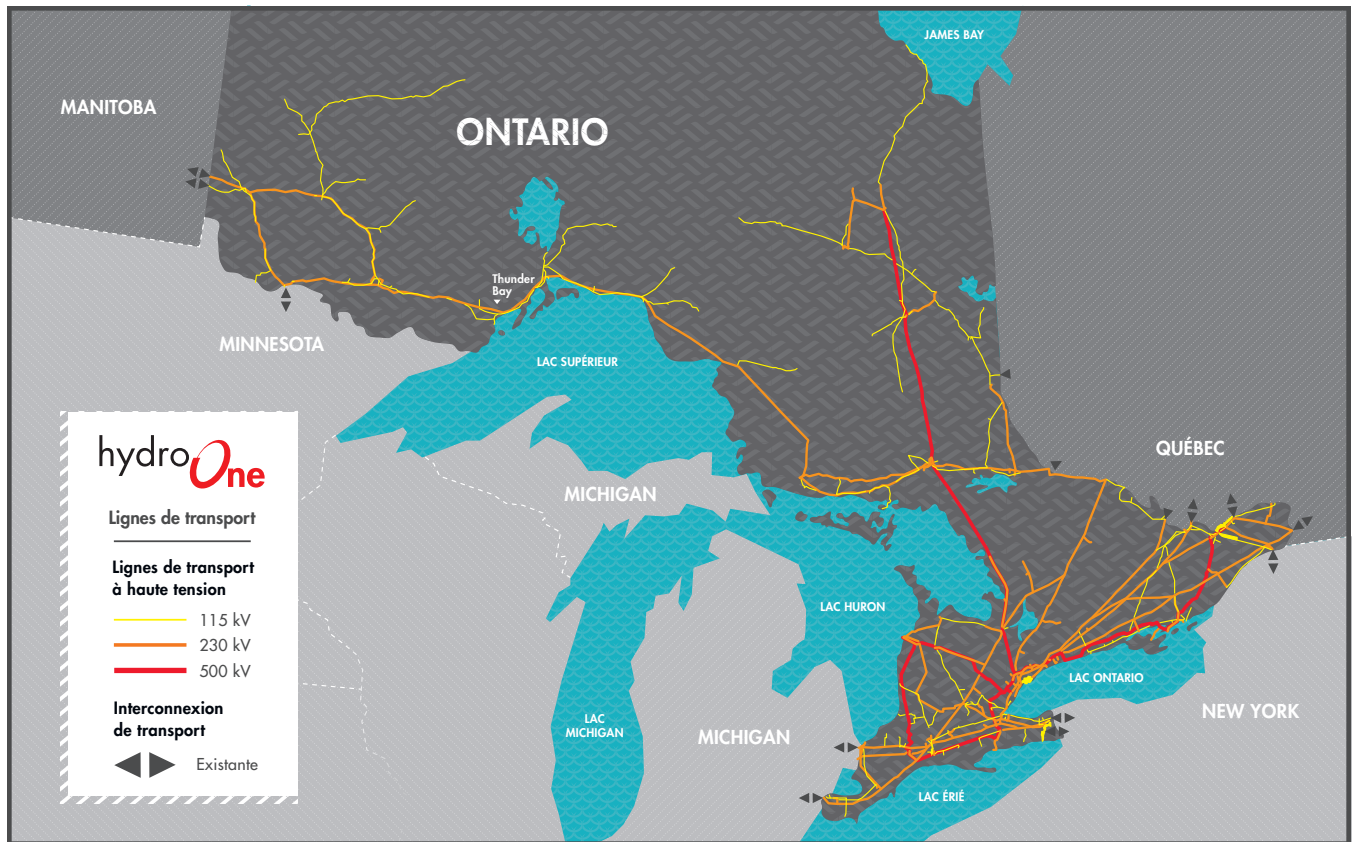 JAMES BAY
MANITOBA
ONTARIO
Thunder
Bay
MINNESOTA
LAC SUPÉRIEUR
QUÉBEC
MICHIGAN
hydroOne
Lignes de transport
Lignes de transport
à haute tension
115 kV
230 kV
500 kV
Interconnexion
de transport
Existante
LAC HURON
LAC ONTARIO
NEW YORK
LAC
MICHIGAN
MICHIGAN
LAC ÉRIÉ